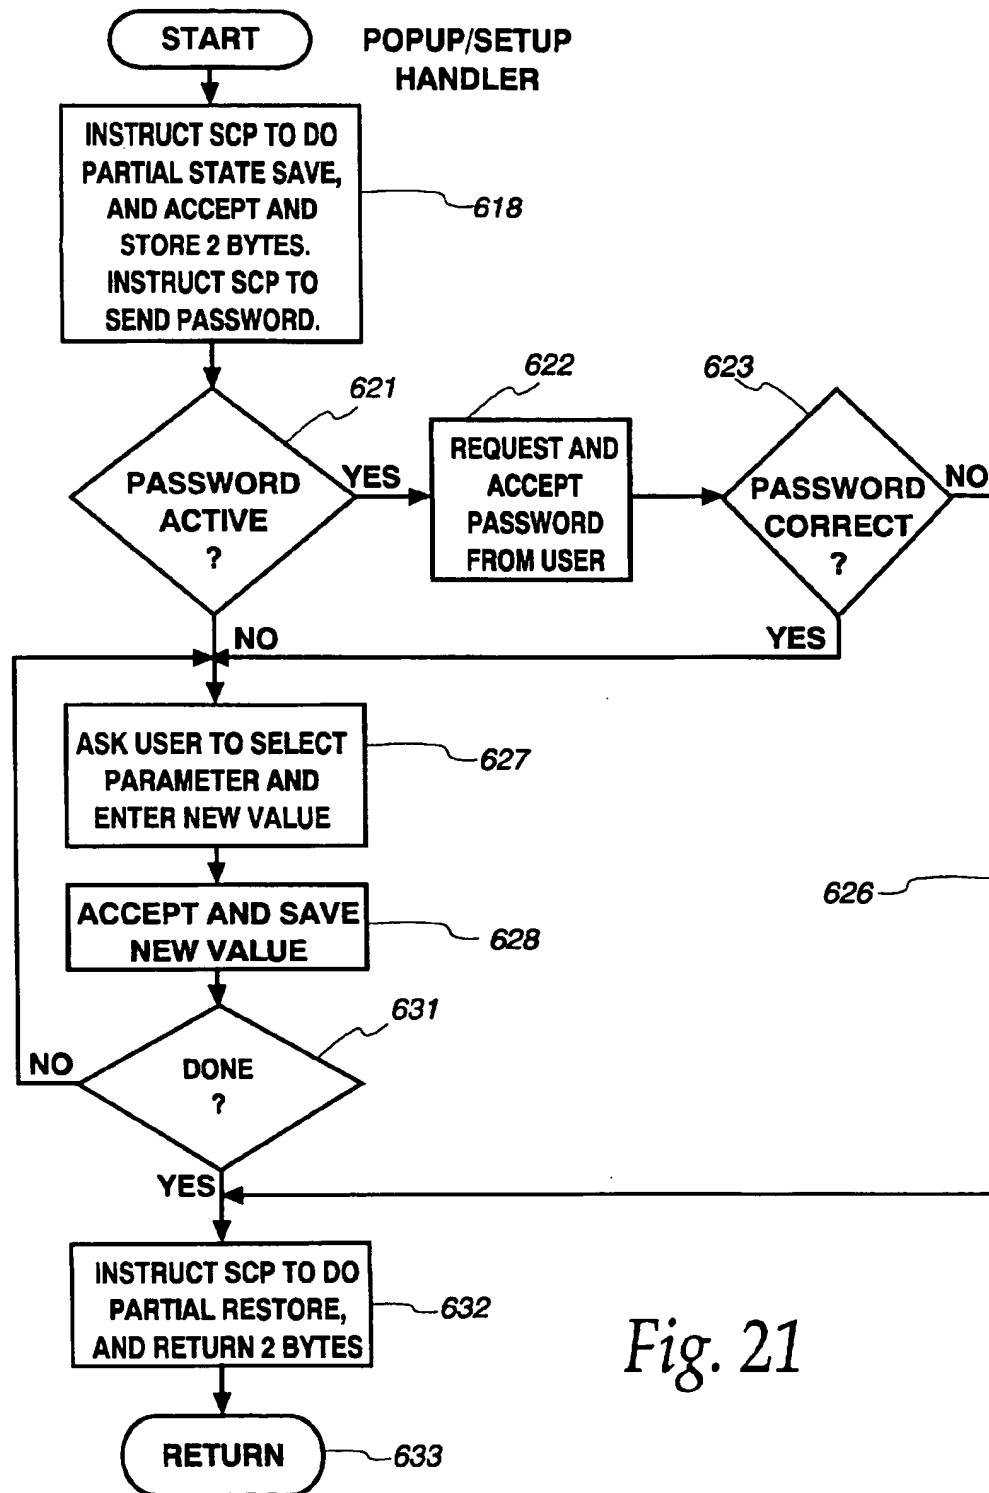 START
POPUP/SETUP
HANDLER
INSTRUCT SCP TO DO
PARTIAL STATE SAVE,
AND ACCEPT AND
STORE 2 BYTES.
INSTRUCT SCP TO
SEND PASSWORD.
618
621
622
623
PASSWORD
ACTIVE
?
YES
REQUEST AND
ACCEPT
PASSWORD
FROM USER
PASSWORD
CORRECT
?
NO
NO
YES
ASK USER TO SELECT
PARAMETER AND
ENTER NEW VALUE
627
626
ACCEPT AND SAVE
NEW VALUE
628
631
DONE
?
NO
YES
INSTRUCT SCP TO DO
PARTIAL RESTORE,
AND RETURN 2 BYTES
632
Fig. 21
RETURN
633